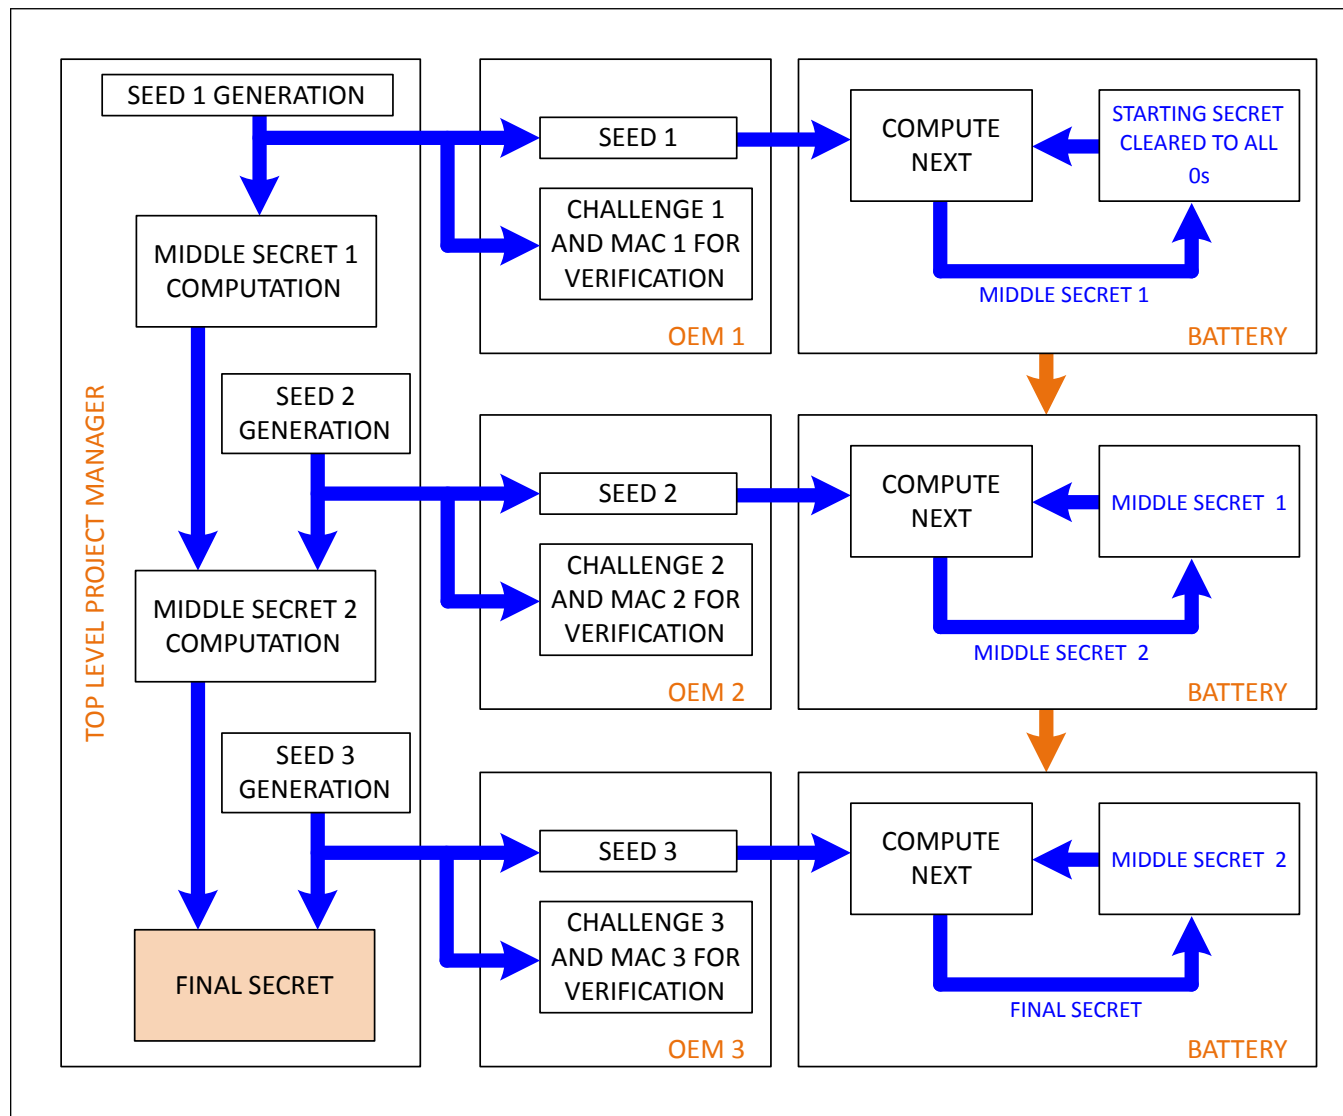 TOP LEVEL PROJECT MANAGER
SEED 1 GENERATION
MIDDLE SECRET 1
COMPUTATION
SEED 2
GENERATION
MIDDLE SECRET 2
COMPUTATION
SEED 3
GENERATION
FINAL SECRET
SEED 1
CHALLENGE 1
AND MAC 1 FOR
VERIFICATION
OEM 1
COMPUTE
NEXT
STARTING SECRET
CLEARED TO ALL
0s
MIDDLE SECRET 1
BATTERY
SEED 2
CHALLENGE 2
AND MAC 2 FOR
VERIFICATION
OEM 2
COMPUTE
NEXT
MIDDLE SECRET 1
MIDDLE SECRET 2
BATTERY
SEED 3
CHALLENGE 3
AND MAC 3 FOR
VERIFICATION
OEM 3
COMPUTE
NEXT
MIDDLE SECRET 2
FINAL SECRET
BATTERY